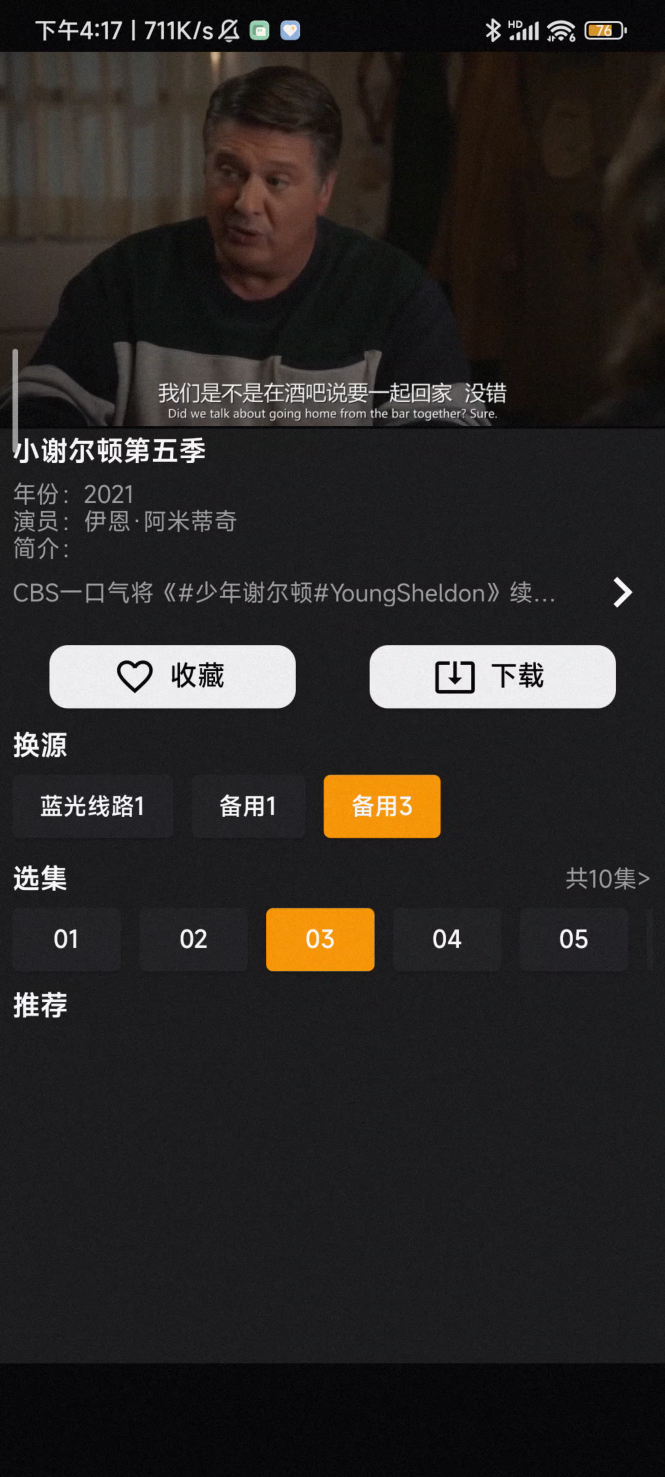 下午4:17 | 711K/s
HD
6
76
我们是不是在酒吧说要一起回家 没错
Did we talk about going home from the bar together? Sure.
小谢尔顿第五季
年份：2021
演员：伊恩·阿米蒂奇
简介：
CBS一口气将《#少年谢尔顿#YoungSheldon》续...
收藏
下载
换源
蓝光线路1
备用1
备用3
选集
共10集>
01
02
03
04
05
推荐